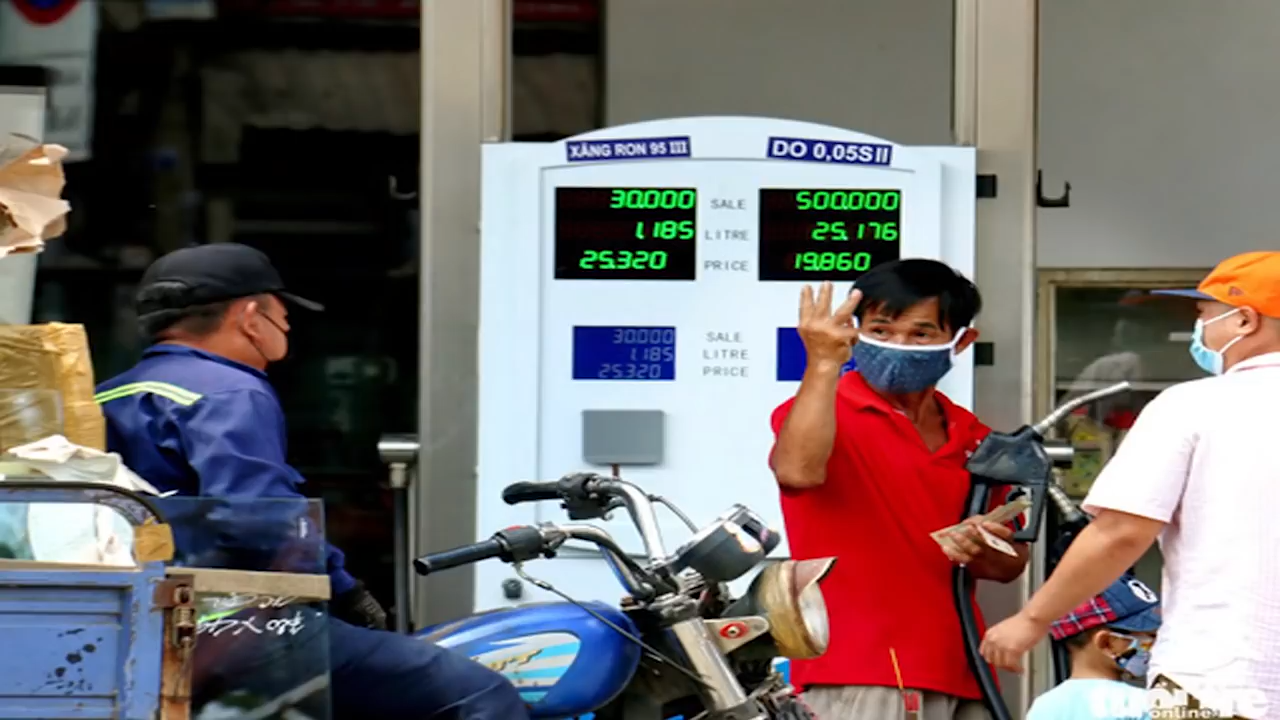 XĂNG RON 95 III
DO 0,05S II
30.000 SALE 500.000
1.185 LITRE 25.176
25.320 PRICE 19.860
30.000 SALE
1.185 LITRE
25.320 PRICE
online